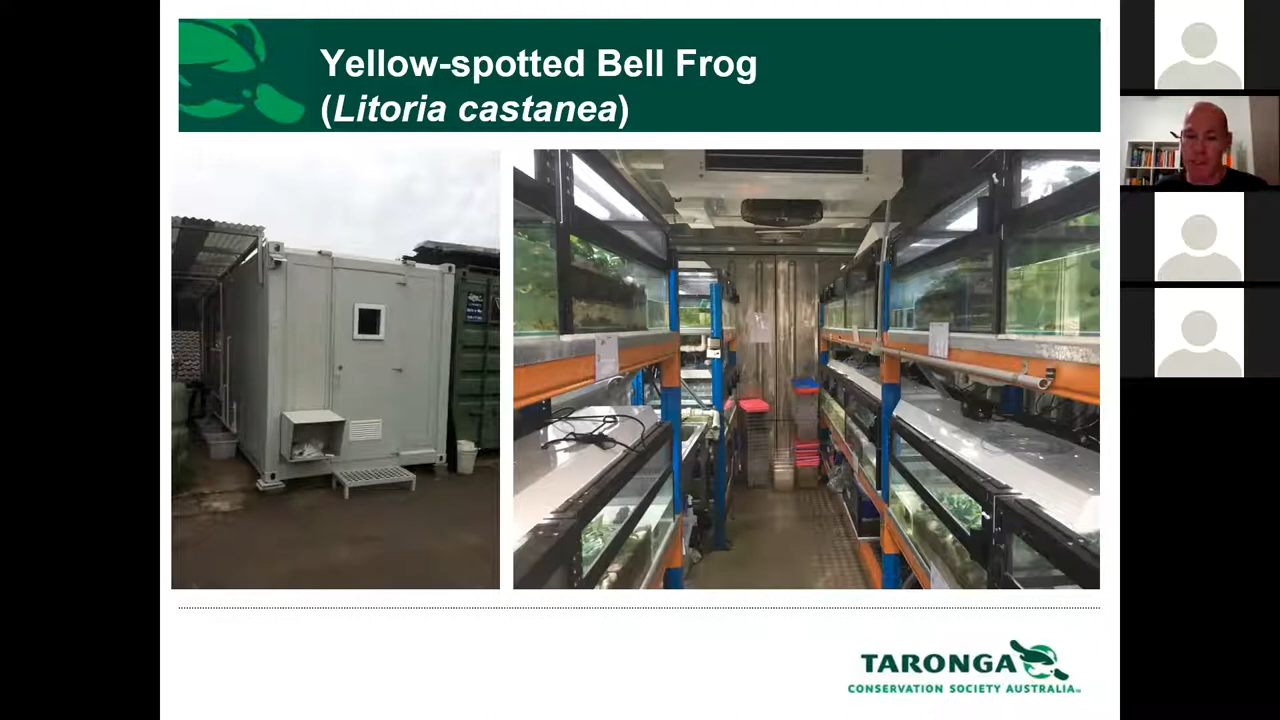 Yellow-spotted Bell Frog
(Litoria castanea)
TARONGA
CONSERVATION SOCIETY AUSTRALIA